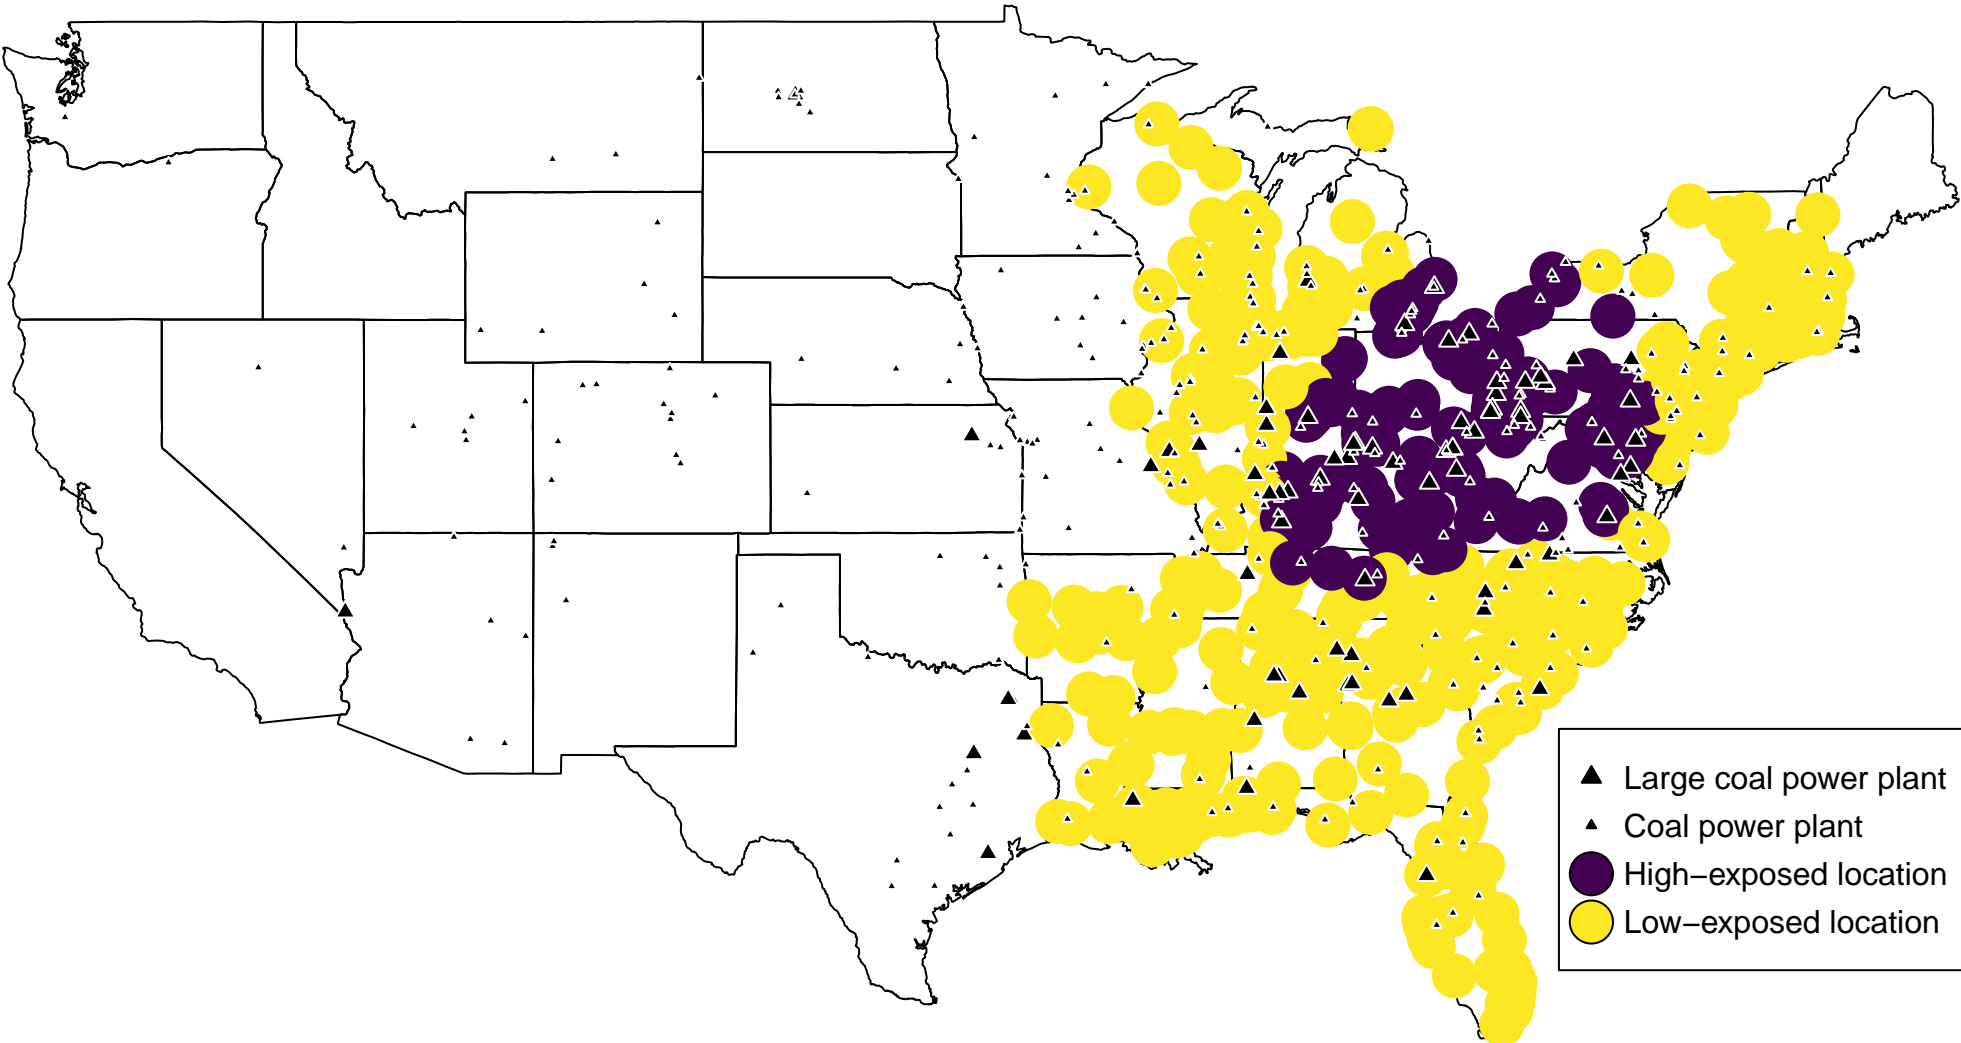 Large coal power plant
Coal power plant
High−exposed location
Low−exposed location